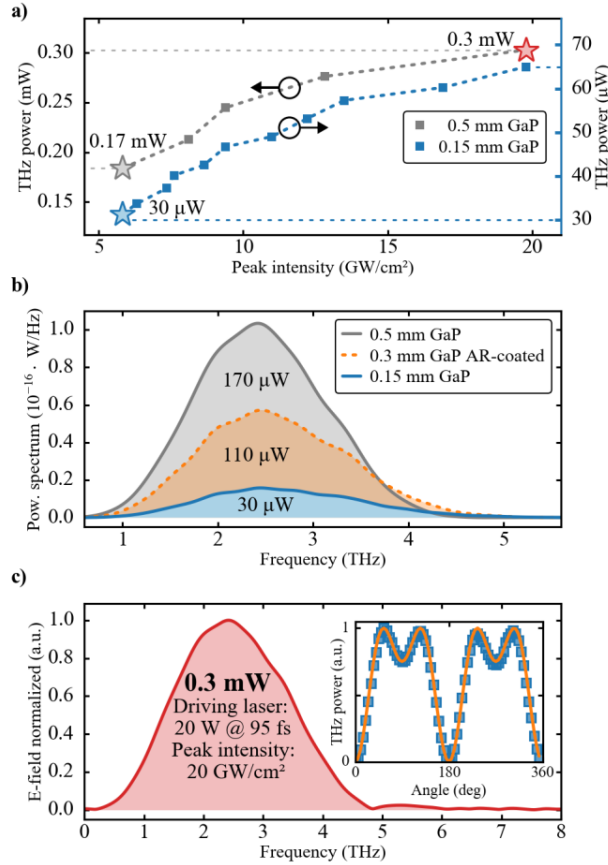 a)
0.30
0.25
0.20
0.15
THz power (mW)
0.3 mW
0.17 mW
30 µW
0.5 mm GaP
0.15 mm GaP
70
60
50
40
30
THz power (µW)
5
10
15
20
Peak intensity (GW/cm²)
b)
1.0
0.8
0.6
0.4
0.2
0.0
Pow. spectrum (10⁻¹⁶ · W/Hz)
0.5 mm GaP
0.3 mm GaP AR-coated
0.15 mm GaP
170 µW
110 µW
30 µW
1
2
3
4
5
Frequency (THz)
c)
1.0
0.8
0.6
0.4
0.2
0.0
E-field normalized (a.u.)
0.3 mW
Driving laser:
20 W @ 95 fs
Peak intensity:
20 GW/cm²
1
0
THz power (a.u.)
0
180
360
Angle (deg)
0
1
2
3
4
5
6
7
8
Frequency (THz)